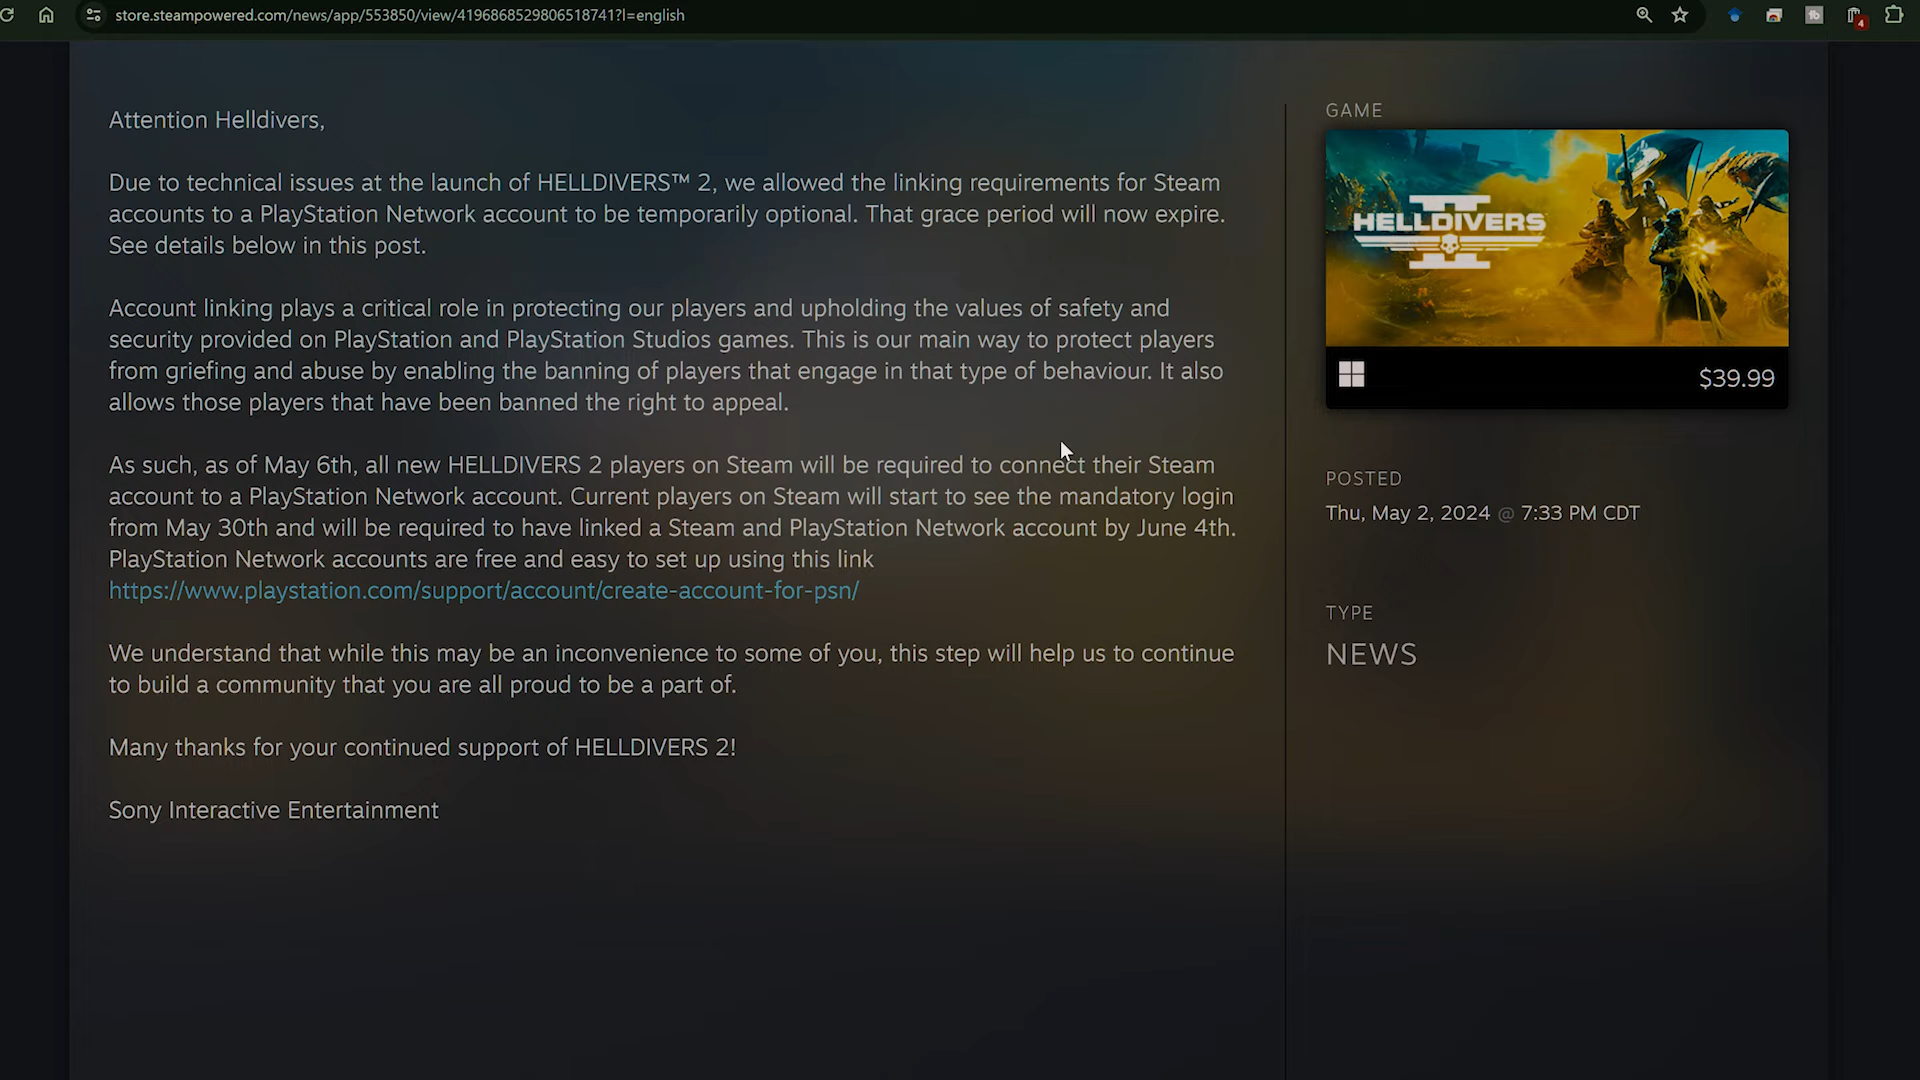 store.steampowered.com/news/app/553850/view/4196868529806518741?l=english
4
Attention Helldivers,
Due to technical issues at the launch of HELLDIVERS™ 2, we allowed the linking requirements for Steam
accounts to a PlayStation Network account to be temporarily optional. That grace period will now expire.
See details below in this post.
Account linking plays a critical role in protecting our players and upholding the values of safety and
security provided on PlayStation and PlayStation Studios games. This is our main way to protect players
from griefing and abuse by enabling the banning of players that engage in that type of behaviour. It also
allows those players that have been banned the right to appeal.
As such, as of May 6th, all new HELLDIVERS 2 players on Steam will be required to connect their Steam
account to a PlayStation Network account. Current players on Steam will start to see the mandatory login
from May 30th and will be required to have linked a Steam and PlayStation Network account by June 4th.
PlayStation Network accounts are free and easy to set up using this link
https://www.playstation.com/support/account/create-account-for-psn/
We understand that while this may be an inconvenience to some of you, this step will help us to continue
to build a community that you are all proud to be a part of.
Many thanks for your continued support of HELLDIVERS 2!
Sony Interactive Entertainment
GAME
HELLDIVERS
II
$39.99
POSTED
Thu, May 2, 2024 @ 7:33 PM CDT
TYPE
NEWS